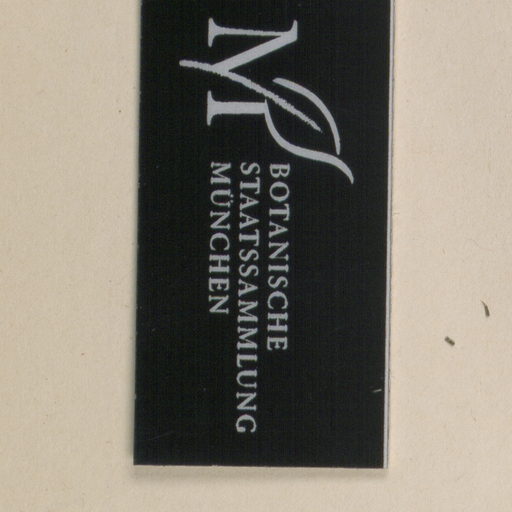 M
BOTANISCHE
STAATSSAMMLUNG
MÜNCHEN